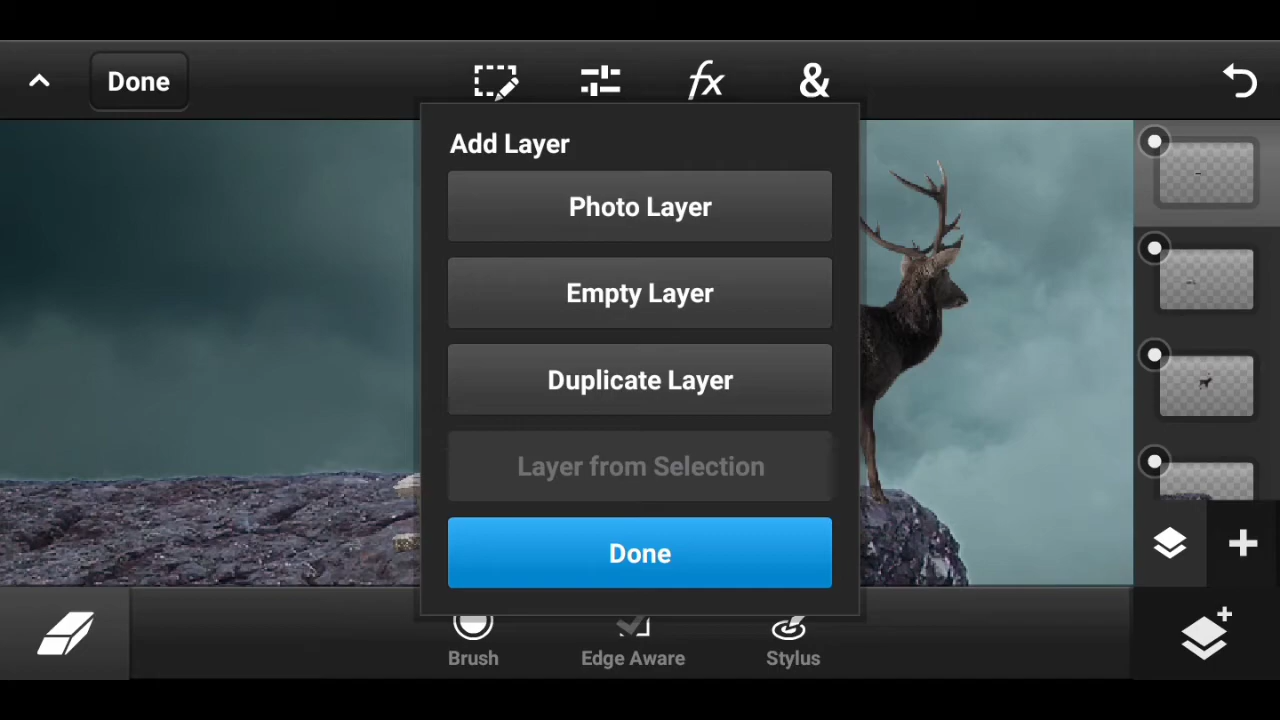 Done
fx
&
Add Layer
Photo Layer
Empty Layer
Duplicate Layer
Layer from Selection
Done
Brush
Edge Aware
Stylus